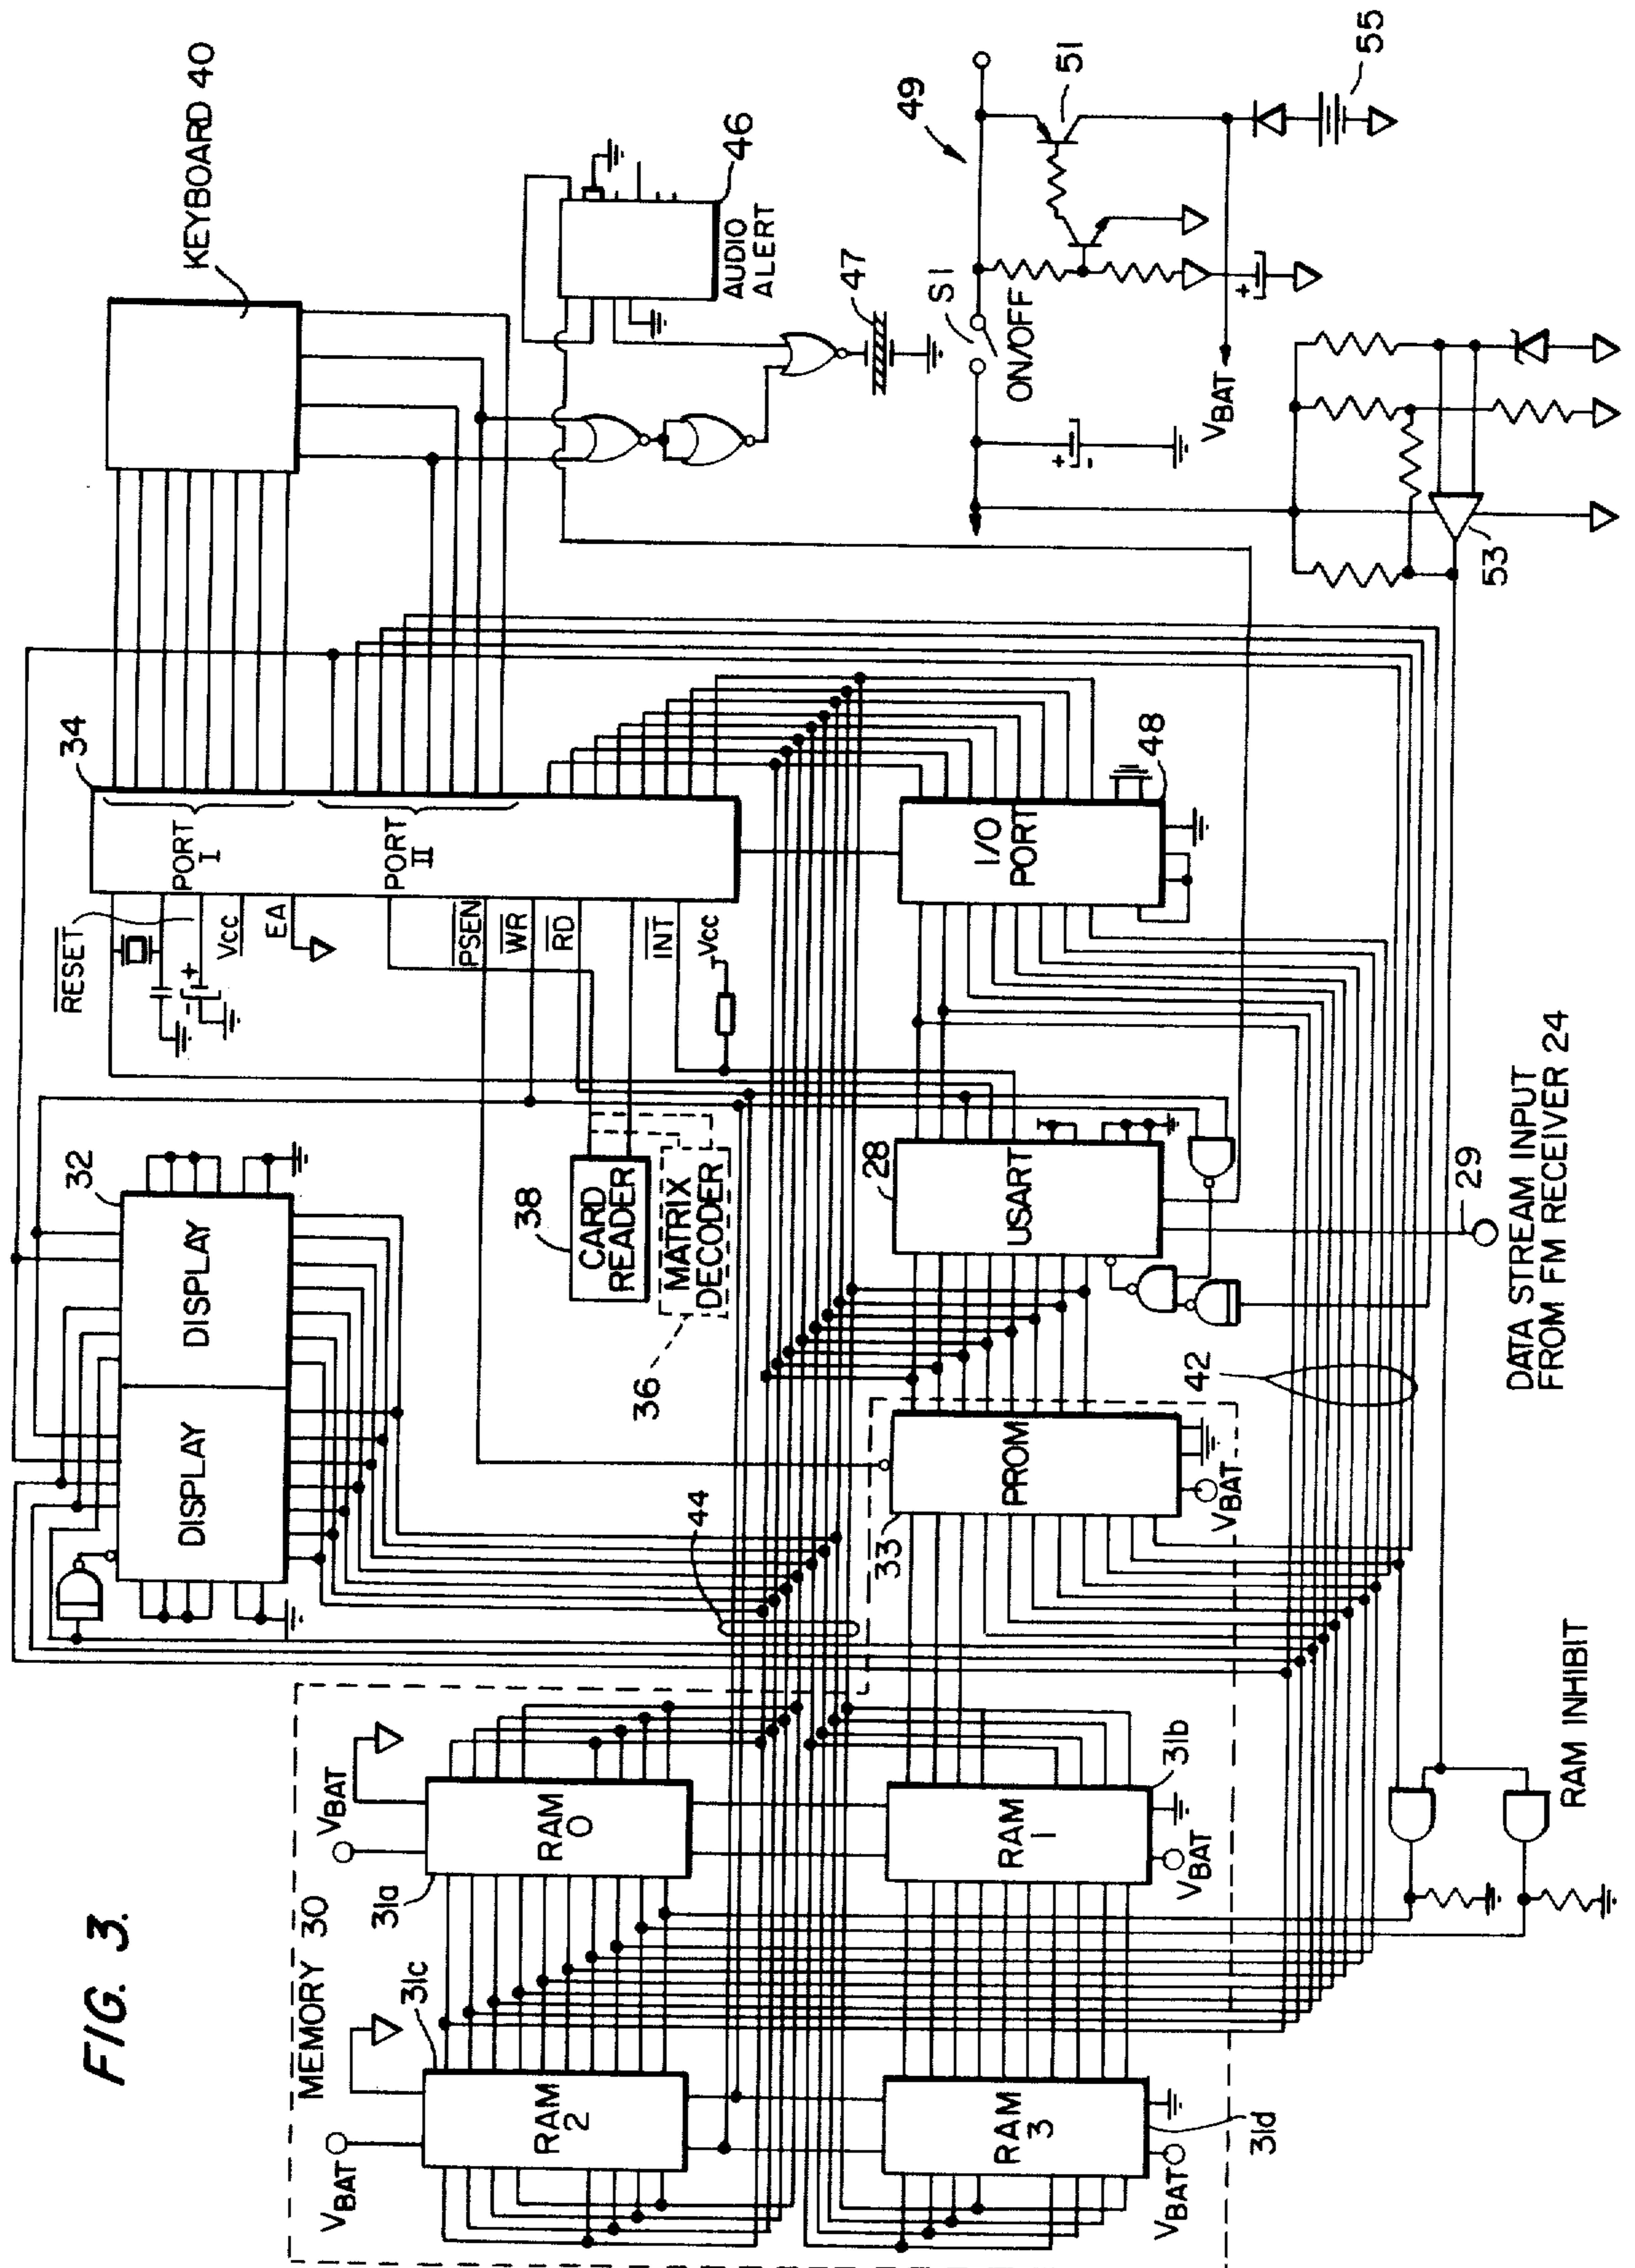 FIG. 3.
MEMORY 30
VBAT
VBAT
31c
31a
RAM
2
RAM
0
RAM
3
RAM
1
31d
31b
VBAT
VBAT
RAM INHIBIT
32
DISPLAY
DISPLAY
44
33
PROM
VBAT
42
36
MATRIX
DECODER
38
CARD
READER
28
USART
29
DATA STREAM INPUT
FROM FM RECEIVER 24
34
RESET
PORT
I
VCC
EA
PORT
II
PSEN
WR
RD
INT
VCC
I/O
PORT
48
KEYBOARD 40
46
AUDIO
ALERT
47
49
S1
ON/OFF
51
VBAT
+
-
+
+
-
53
55